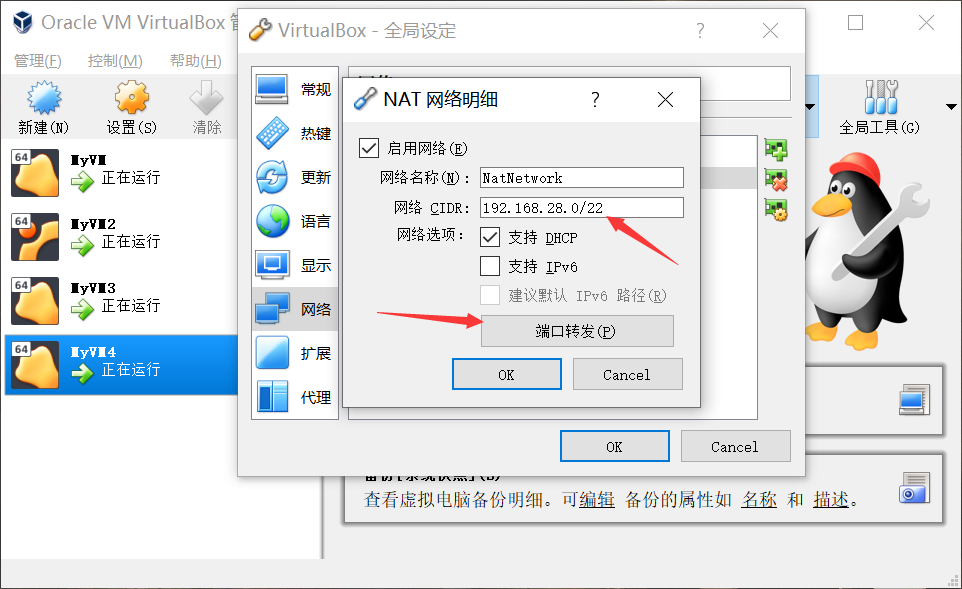 Oracle VM VirtualBox 管
VirtualBox - 全局设定
管理(F) 控制(M) 帮助(H)
新建(N) 设置(S) 清除
全局工具(G)
MyVM
正在运行
MyVM2
正在运行
MyVM3
正在运行
MyVM4
正在运行
常规
热键
更新
语言
显示
网络
扩展
代理
NAT 网络明细
启用网络(E)
网络名称(N): NatNetwork
网络 CIDR: 192.168.28.0/22
网络选项: 支持 DHCP
支持 IPv6
建议默认 IPv6 路径(R)
端口转发(P)
OK Cancel
OK Cancel
备份[系统快照](S)
查看虚拟电脑备份明细。可编辑 备份的属性如 名称 和 描述。